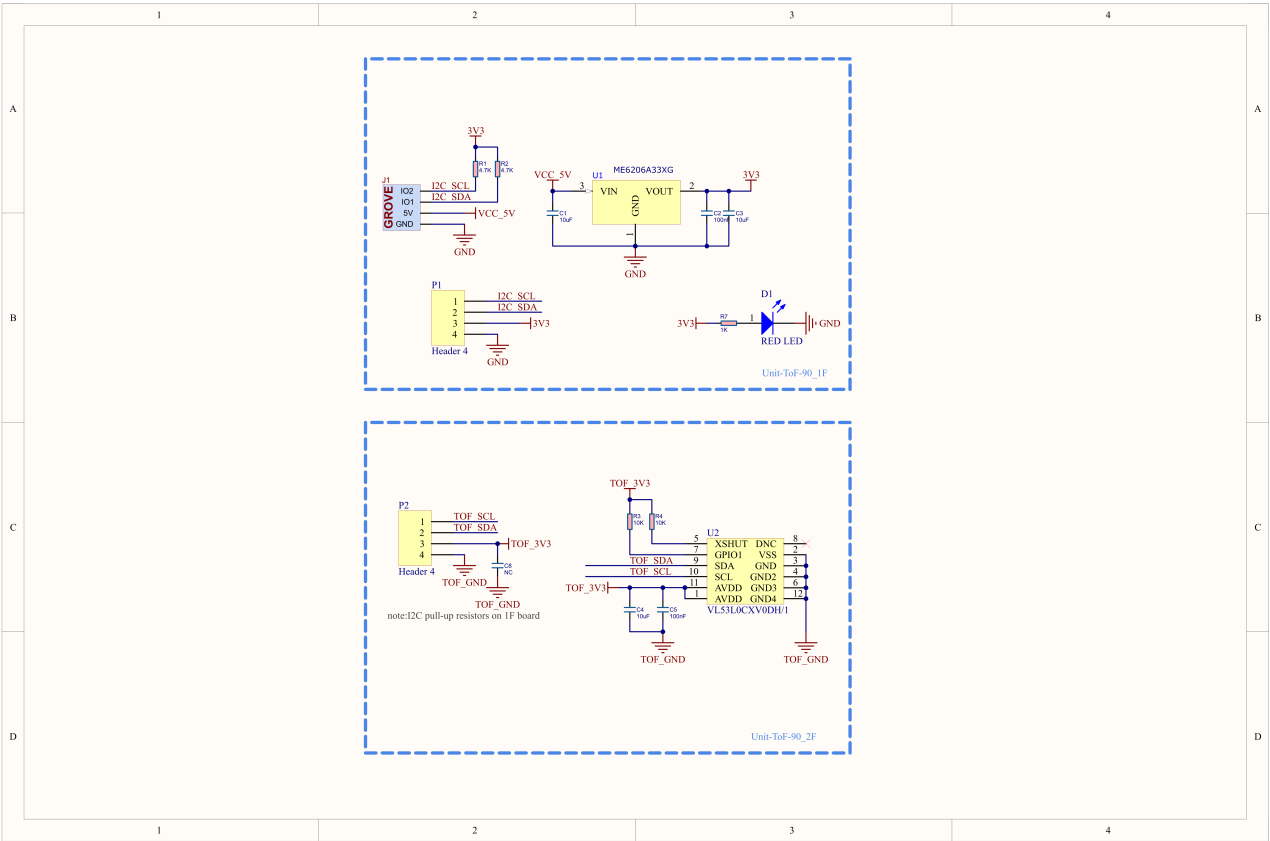 1 2 3 4
A A
3V3
R1 R2
4.7K 4.7K
J1
GROVE
IO2 I2C_SCL
IO1 I2C_SDA
5V VCC_5V
GND
GND
ME6206A33XG
U1
VCC_5V 3 VIN VOUT 2 3V3
GND
1
C1
10uF
C2
100nF
C3
10uF
GND
B B
P1
1 I2C_SCL
2 I2C_SDA
3 3V3
4
Header 4
GND
D1
3V3 R7 1 GND
1K
RED LED
Unit-ToF-90_1F
C C
P2
1 TOF_SCL
2 TOF_SDA
3 TOF_3V3
4
Header 4
TOF_GND
C8
NC
TOF_GND
note:I2C pull-up resistors on 1F board
TOF_3V3
R3 R4
10K 10K
U2
5 XSHUT DNC 8
7 GPIO1 VSS 2
TOF_SDA 9 SDA GND 3
TOF_SCL 10 SCL GND2 4
TOF_3V3 11 AVDD GND3 6
1 AVDD GND4 12
VL53L0CXV0DH/1
C4
10uF
C5
100nF
TOF_GND TOF_GND
D D
Unit-ToF-90_2F
1 2 3 4